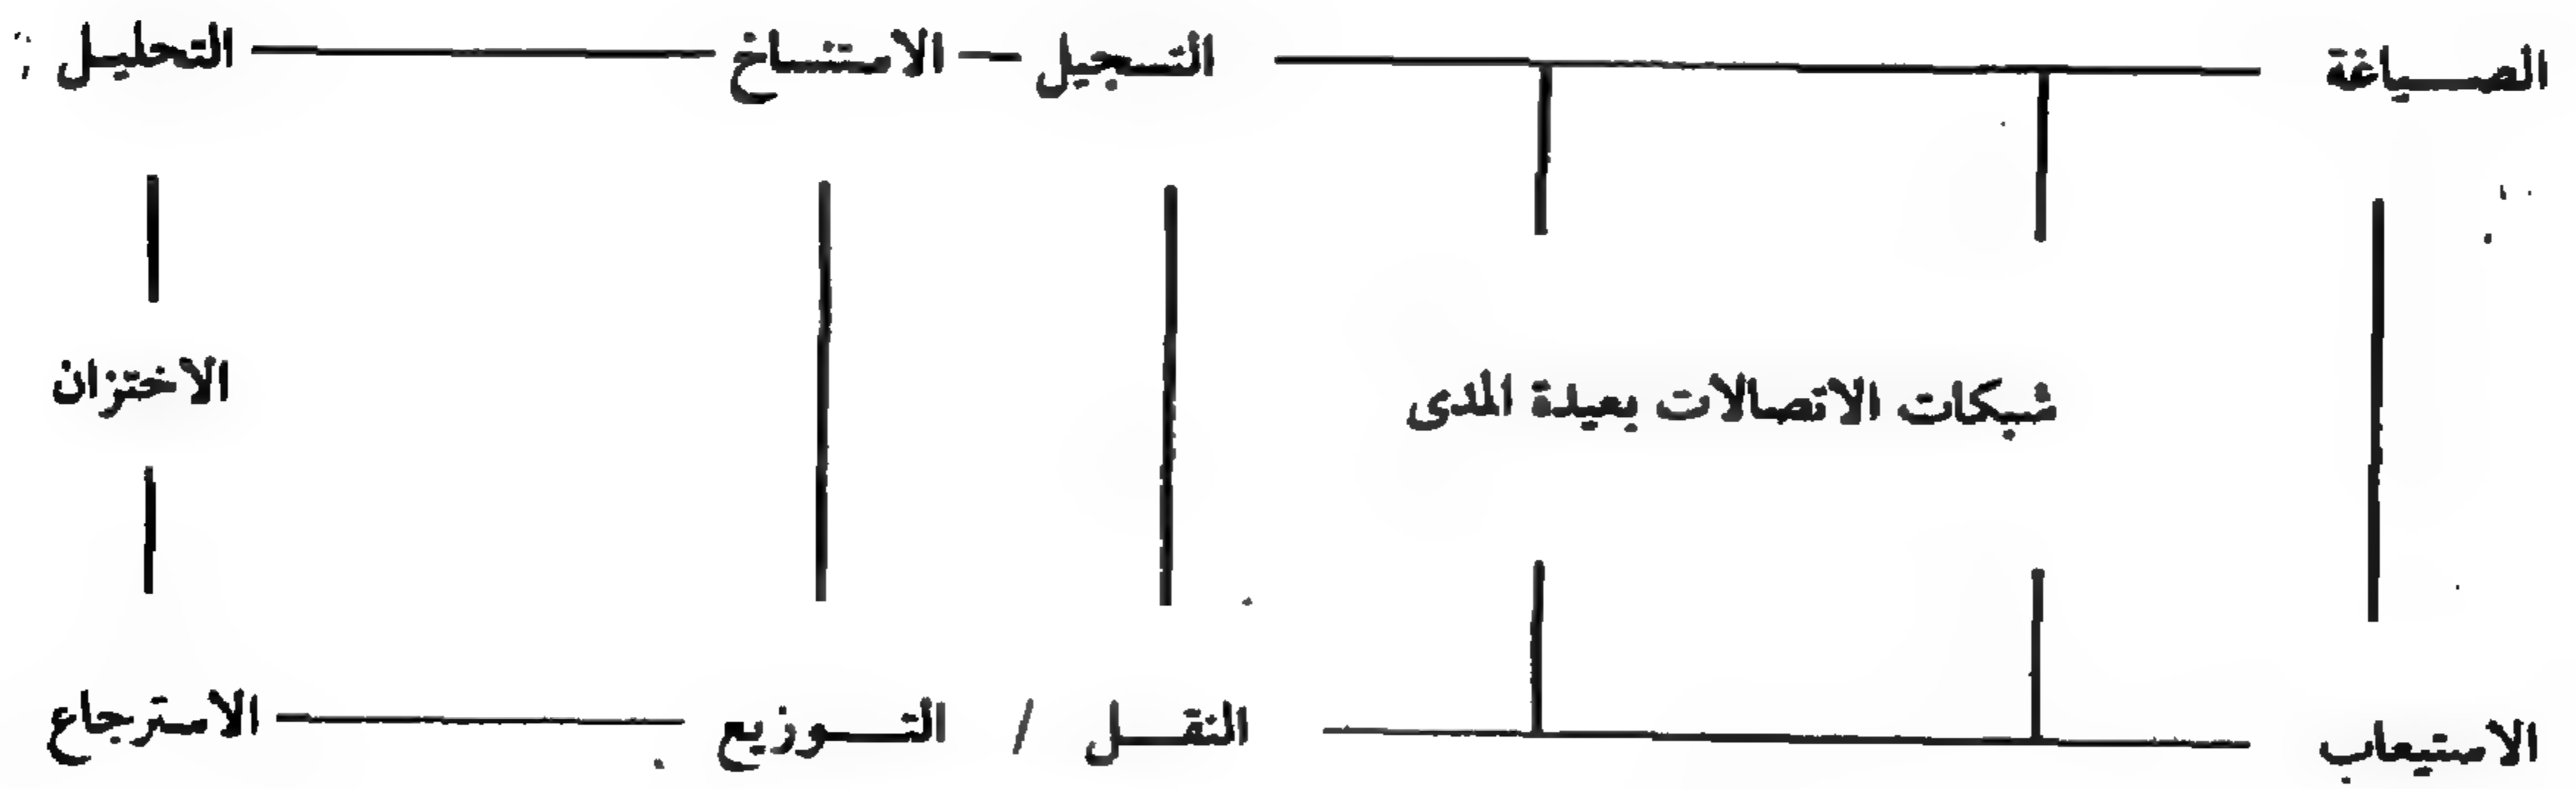 الصياغة التسجيل — الاستنساخ التحليل
شبكات الاتصالات بعيدة المدى الاختزان
الاستيعاب النقل / التوزيع الاسترجاع